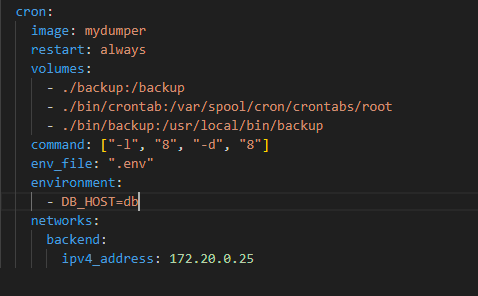 cron:
  image: mydumper
  restart: always
  volumes:
    - ./backup:/backup
    - ./bin/crontab:/var/spool/cron/crontabs/root
    - ./bin/backup:/usr/local/bin/backup
  command: ["-l", "8", "-d", "8"]
  env_file: ".env"
  environment:
    - DB_HOST=db
  networks:
    backend:
      ipv4_address: 172.20.0.25